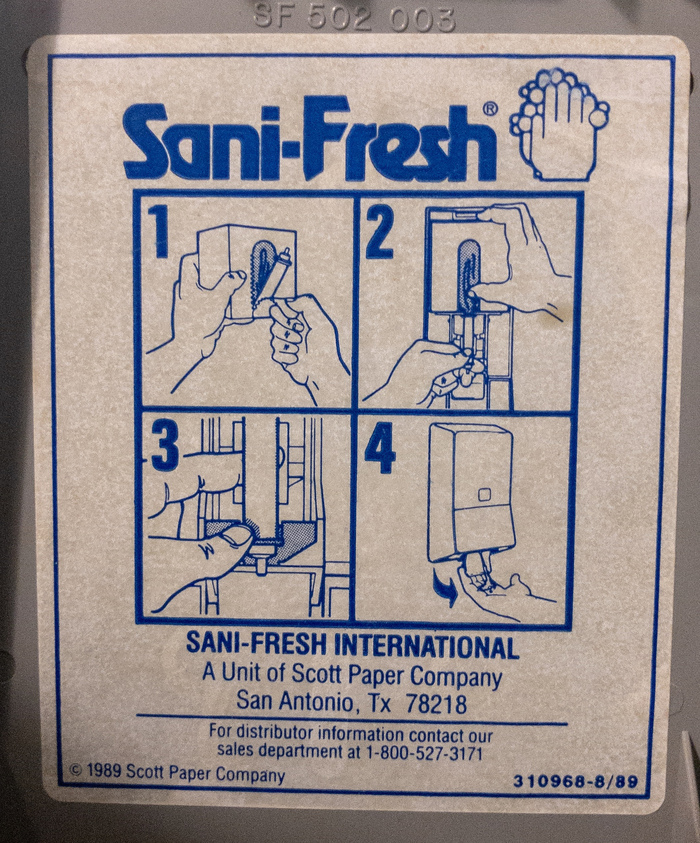 SF 502 003
Sani-Fresh®
1
2
3
4
SANI-FRESH INTERNATIONAL
A Unit of Scott Paper Company
San Antonio, Tx 78218
For distributor information contact our
sales department at 1-800-527-3171
© 1989 Scott Paper Company
310968-8/89